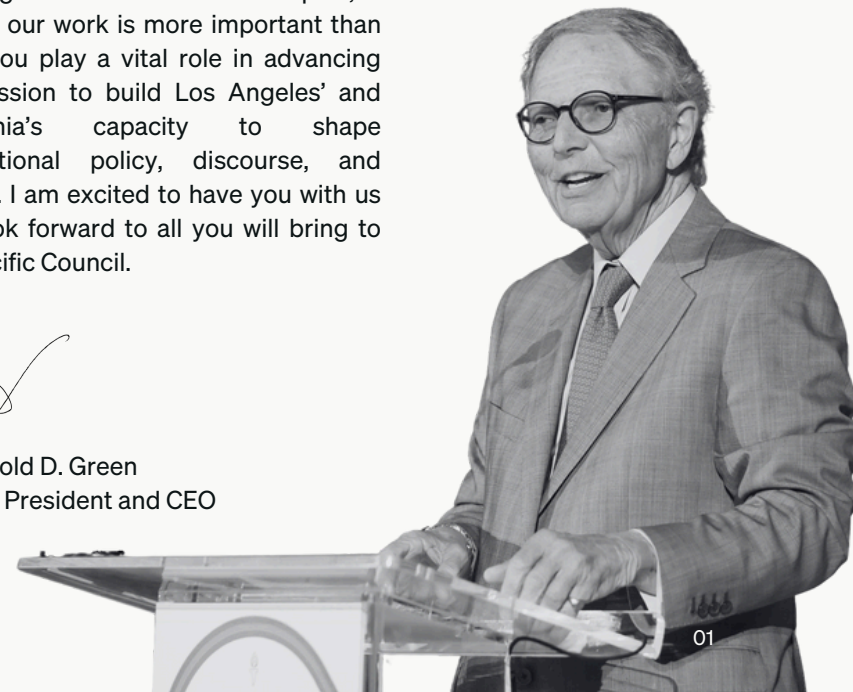 our work is more important than
ou play a vital role in advancing
ssion to build Los Angeles’ and
nia’s capacity to shape
tional policy, discourse, and
. I am excited to have you with us
ok forward to all you will bring to
cific Council.
old D. Green
President and CEO
01